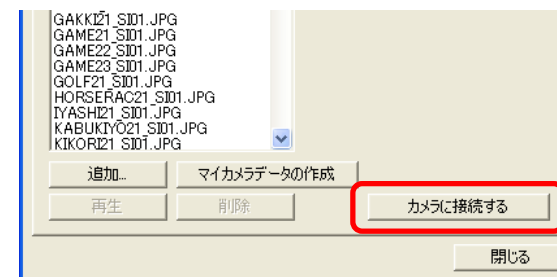 GAKKI21_SI01.JPG
GAME21_SI01.JPG
GAME22_SI01.JPG
GAME23_SI01.JPG
GOLF21_SI01.JPG
HORSERAC21_SI01.JPG
IYASHI21_SI01.JPG
KABUKIYO21_SI01.JPG
KIKORI21_SI01.JPG
追加... マイカメラデータの作成
再生 削除 カメラに接続する
閉じる